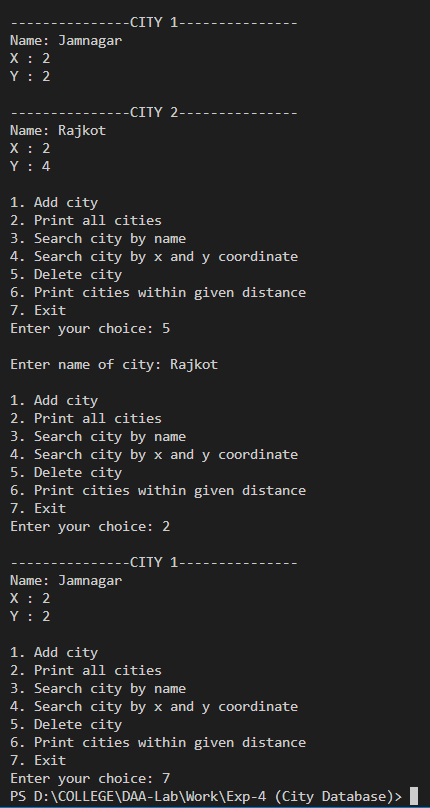 ---------------CITY 1---------------
Name: Jamnagar
X : 2
Y : 2
---------------CITY 2---------------
Name: Rajkot
X : 2
Y : 4
1. Add city
2. Print all cities
3. Search city by name
4. Search city by x and y coordinate
5. Delete city
6. Print cities within given distance
7. Exit
Enter your choice: 5
Enter name of city: Rajkot
1. Add city
2. Print all cities
3. Search city by name
4. Search city by x and y coordinate
5. Delete city
6. Print cities within given distance
7. Exit
Enter your choice: 2
---------------CITY 1---------------
Name: Jamnagar
X : 2
Y : 2
1. Add city
2. Print all cities
3. Search city by name
4. Search city by x and y coordinate
5. Delete city
6. Print cities within given distance
7. Exit
Enter your choice: 7
PS D:\COLLEGE\DAA-Lab\Work\Exp-4 (City Database)>